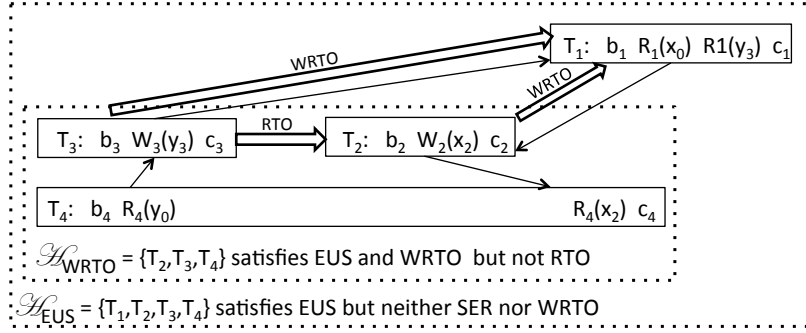 WRTO
T₁: b₁ R₁(x₀) R1(y₃) c₁
WRTO
T₃: b₃ W₃(y₃) c₃
RTO
T₂: b₂ W₂(x₂) c₂
T₄: b₄ R₄(y₀) R₄(x₂) c₄
ℋ_WRTO = {T₂,T₃,T₄} satisfies EUS and WRTO but not RTO
ℋ_EUS = {T₁,T₂,T₃,T₄} satisfies EUS but neither SER nor WRTO